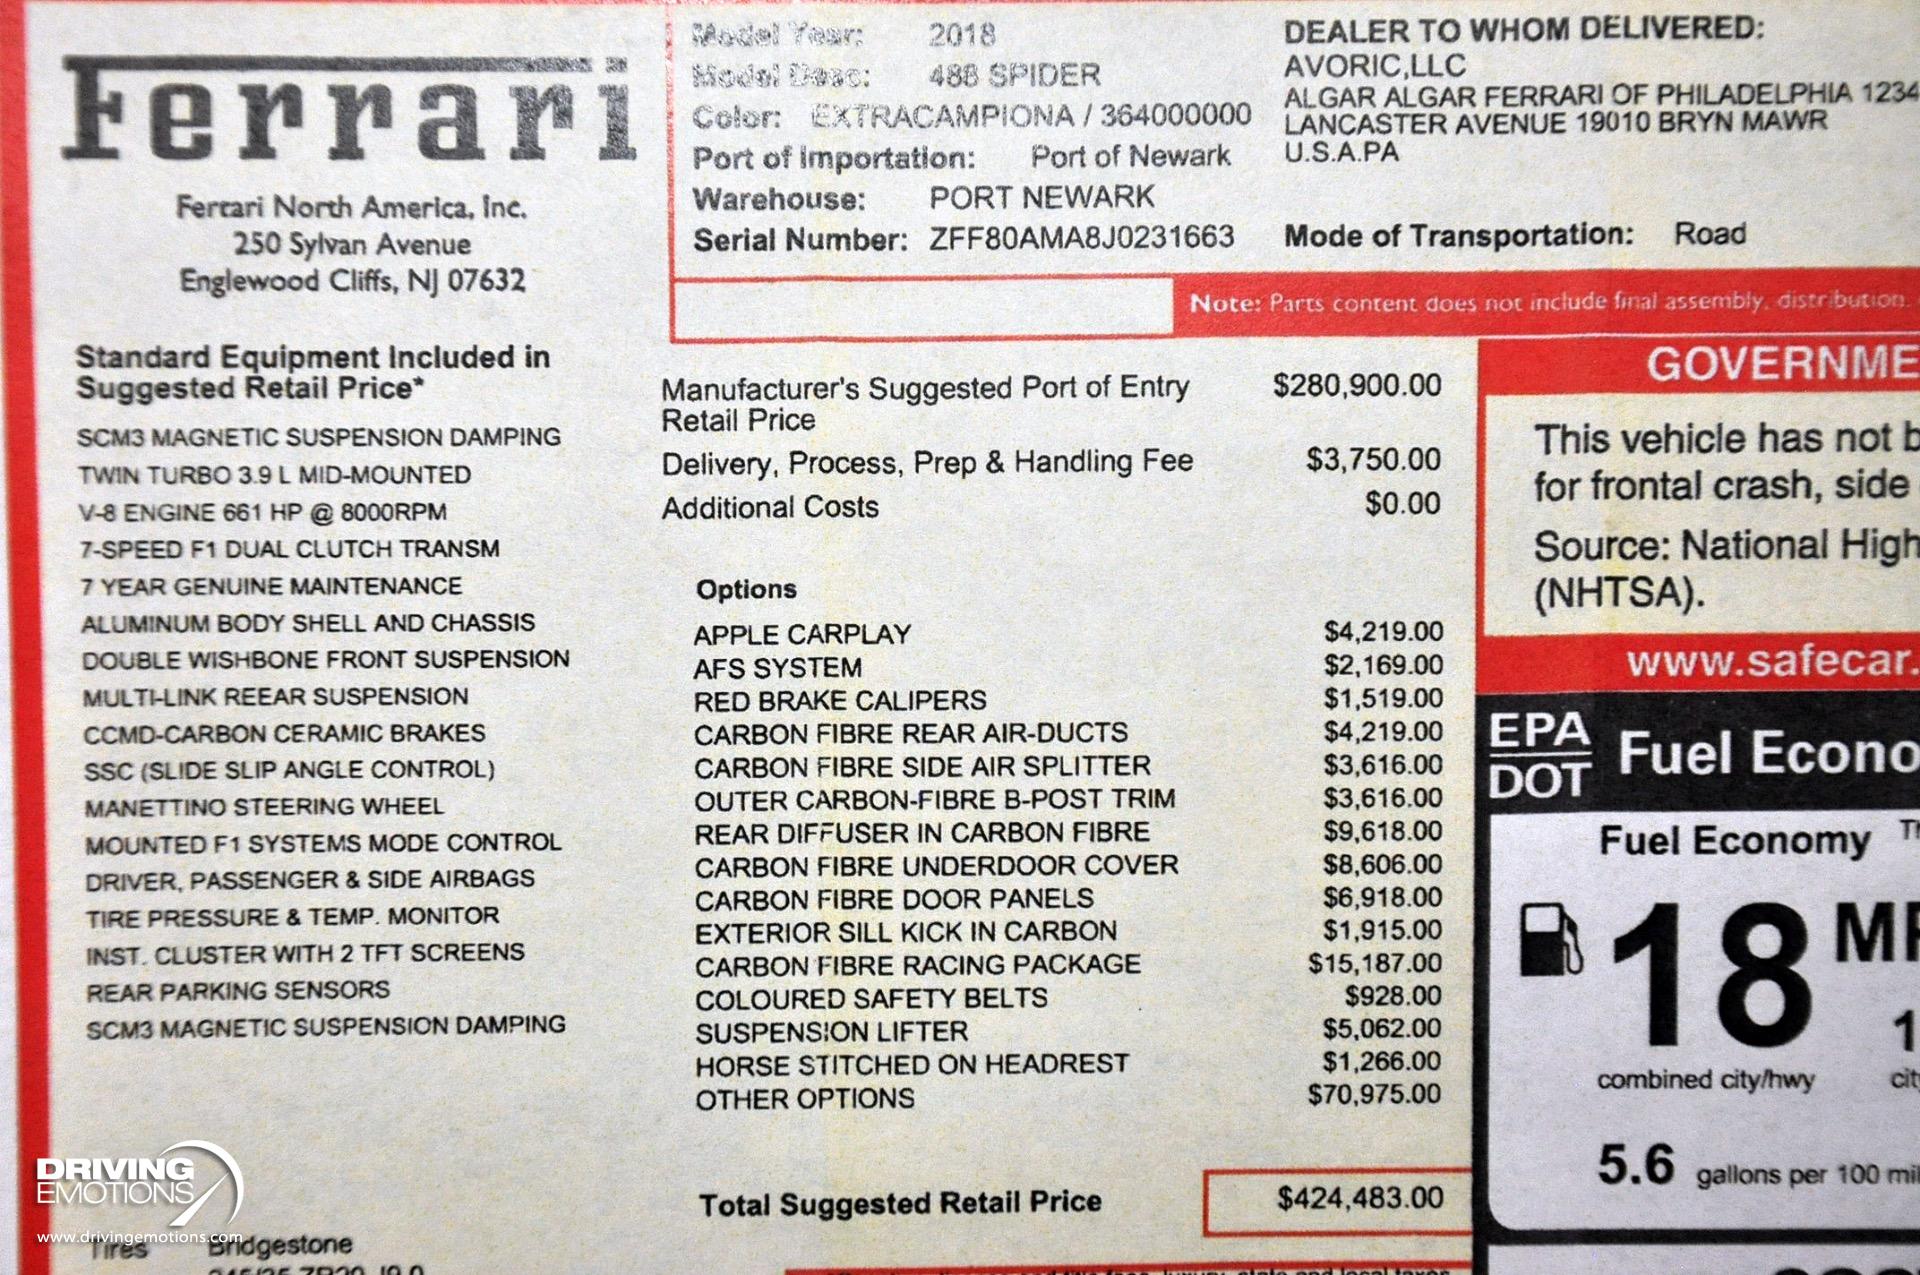 Ferrari
Ferrari North America, Inc.
250 Sylvan Avenue
Englewood Cliffs, NJ 07632
Model Year: 2018
Model Desc: 488 SPIDER
Color: EXTRACAMPIONA / 364000000
Port of Importation: Port of Newark
Warehouse: PORT NEWARK
Serial Number: ZFF80AMA8J0231663
DEALER TO WHOM DELIVERED:
AVORIC,LLC
ALGAR ALGAR FERRARI OF PHILADELPHIA 1234
LANCASTER AVENUE 19010 BRYN MAWR
U.S.A.PA
Mode of Transportation: Road
Note: Parts content does not include final assembly, distribution,
Standard Equipment Included in
Suggested Retail Price*
SCM3 MAGNETIC SUSPENSION DAMPING
TWIN TURBO 3.9 L MID-MOUNTED
V-8 ENGINE 661 HP @ 8000RPM
7-SPEED F1 DUAL CLUTCH TRANSM
7 YEAR GENUINE MAINTENANCE
ALUMINUM BODY SHELL AND CHASSIS
DOUBLE WISHBONE FRONT SUSPENSION
MULTI-LINK REEAR SUSPENSION
CCMD-CARBON CERAMIC BRAKES
SSC (SLIDE SLIP ANGLE CONTROL)
MANETTINO STEERING WHEEL
MOUNTED F1 SYSTEMS MODE CONTROL
DRIVER, PASSENGER & SIDE AIRBAGS
TIRE PRESSURE & TEMP. MONITOR
INST. CLUSTER WITH 2 TFT SCREENS
REAR PARKING SENSORS
SCM3 MAGNETIC SUSPENSION DAMPING
Manufacturer's Suggested Port of Entry $280,900.00
Retail Price
Delivery, Process, Prep & Handling Fee $3,750.00
Additional Costs $0.00
Options
APPLE CARPLAY $4,219.00
AFS SYSTEM $2,169.00
RED BRAKE CALIPERS $1,519.00
CARBON FIBRE REAR AIR-DUCTS $4,219.00
CARBON FIBRE SIDE AIR SPLITTER $3,616.00
OUTER CARBON-FIBRE B-POST TRIM $3,616.00
REAR DIFFUSER IN CARBON FIBRE $9,618.00
CARBON FIBRE UNDERDOOR COVER $8,606.00
CARBON FIBRE DOOR PANELS $6,918.00
EXTERIOR SILL KICK IN CARBON $1,915.00
CARBON FIBRE RACING PACKAGE $15,187.00
COLOURED SAFETY BELTS $928.00
SUSPENSION LIFTER $5,062.00
HORSE STITCHED ON HEADREST $1,266.00
OTHER OPTIONS $70,975.00
Total Suggested Retail Price $424,483.00
GOVERNME
This vehicle has not b
for frontal crash, side
Source: National High
(NHTSA).
www.safecar.
EPA
DOT
Fuel Econo
Fuel Economy
18 MP
combined city/hwy
5.6 gallons per 100 mil
DRIVING
EMOTIONS
www.drivingemotions.com
Tires Bridgestone